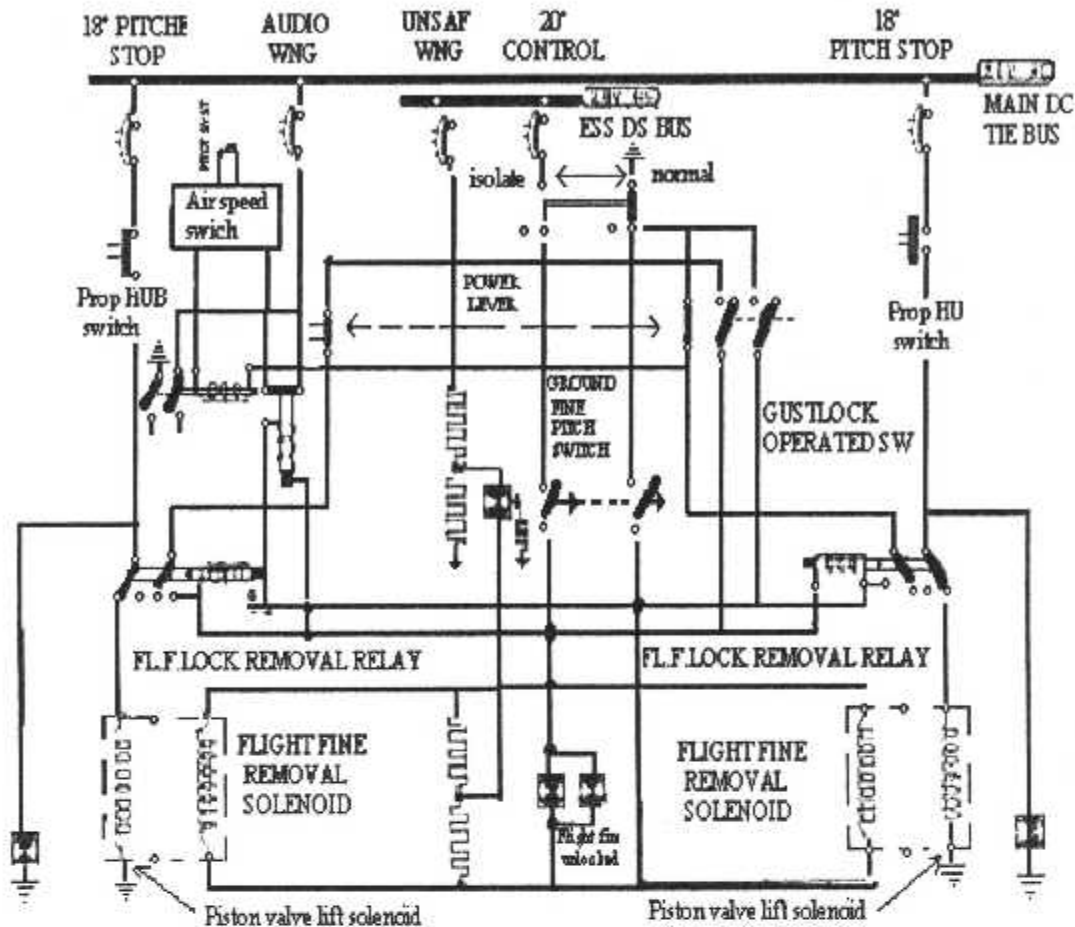 18° PITCHE
STOP
AUDIO
WNG
UNSAF
WNG
20°
CONTROL
18°
PITCH STOP
MAIN DC
TIE BUS
ESS DS BUS
isolate
normal
Air speed
swich
Prop HUB
switch
POWER
LEVER
Prop HU
switch
GROUND
FINE
PITCH
SWITCH
GUSTLOCK
OPERATED SW
FL.F.LOCK REMOVAL RELAY
FL.F.LOCK REMOVAL RELAY
FLIGHT FINE
REMOVAL
SOLENOID
FLIGHT FINE
REMOVAL
SOLENOID
Flight fine
unlocked
Piston valve lift solenoid
Piston valve lift solenoid